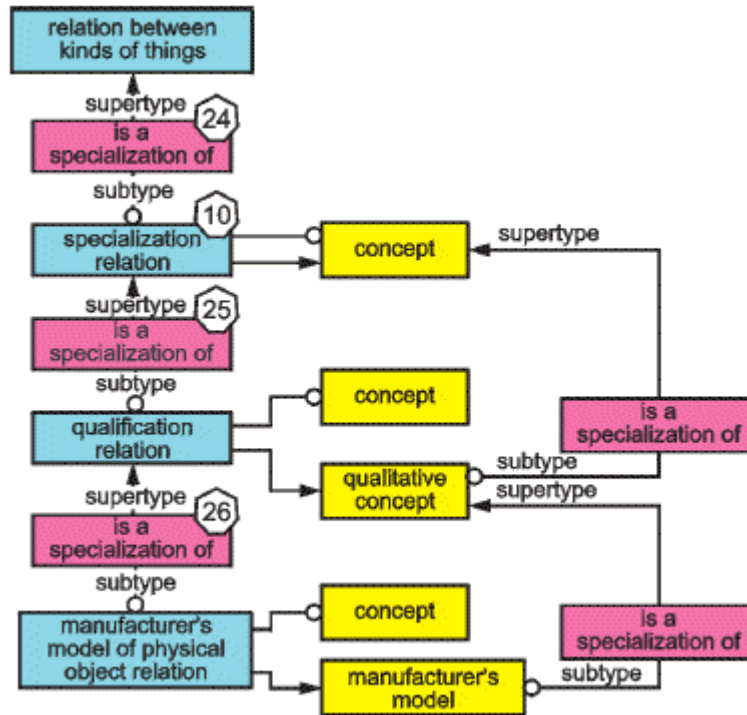 relation between
kinds of things
supertype
24
is a
specialization of
subtype
10
specialization
relation
concept
supertype
supertype
25
is a
specialization of
subtype
concept
is a
specialization of
qualification
relation
subtype
qualitative
concept
supertype
supertype
26
is a
specialization of
subtype
concept
is a
specialization of
manufacturer's
model of physical
object relation
manufacturer's
model
subtype